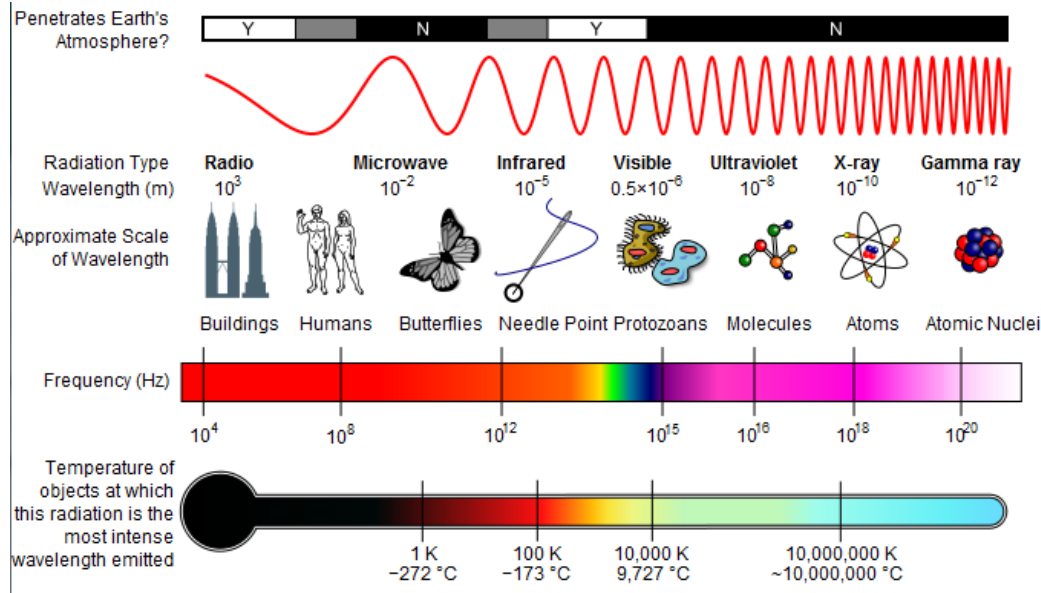 Penetrates Earth's
Atmosphere?
Y N Y N
Radiation Type
Radio Microwave Infrared Visible Ultraviolet X-ray Gamma ray
Wavelength (m)
10³ 10⁻² 10⁻⁵ 0.5×10⁻⁶ 10⁻⁸ 10⁻¹⁰ 10⁻¹²
Approximate Scale
of Wavelength
Buildings Humans Butterflies Needle Point Protozoans Molecules Atoms Atomic Nuclei
Frequency (Hz)
10⁴ 10⁸ 10¹² 10¹⁵ 10¹⁶ 10¹⁸ 10²⁰
Temperature of
objects at which
this radiation is the
most intense
wavelength emitted
1 K 100 K 10,000 K 10,000,000 K
−272 °C −173 °C 9,727 °C ~10,000,000 °C